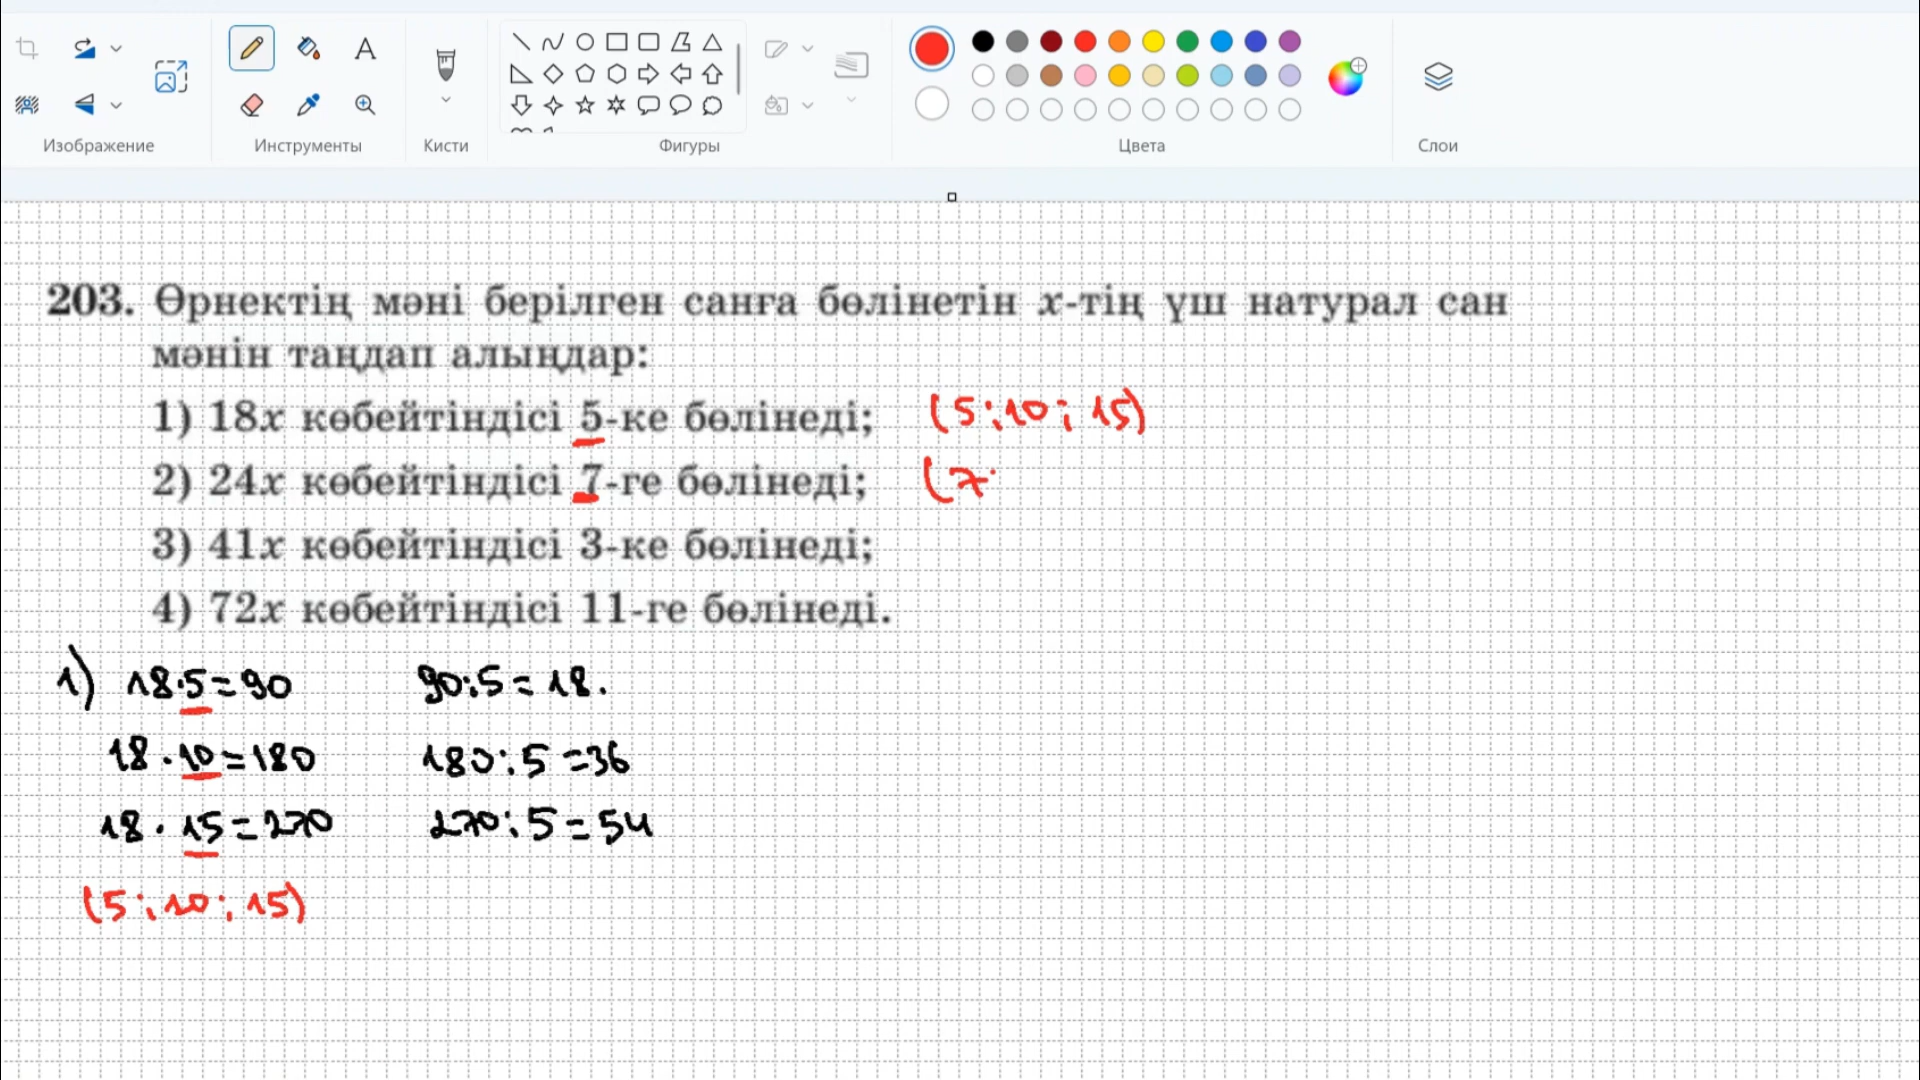 Изображение
Инструменты
Кисти
Фигуры
Цвета
Слои
203. Өрнектің мәні берілген санға бөлінетін x-тің үш натурал сан
мәнін таңдап алыңдар:
1) 18x көбейтіндісі 5-ке бөлінеді; (5; 10; 15)
2) 24x көбейтіндісі 7-ге бөлінеді; (7;
3) 41x көбейтіндісі 3-ке бөлінеді;
4) 72x көбейтіндісі 11-ге бөлінеді.
1) 18·5=90 90:5=18.
18·10=180 180:5=36
18·15=270 270:5=54
(5; 10; 15)